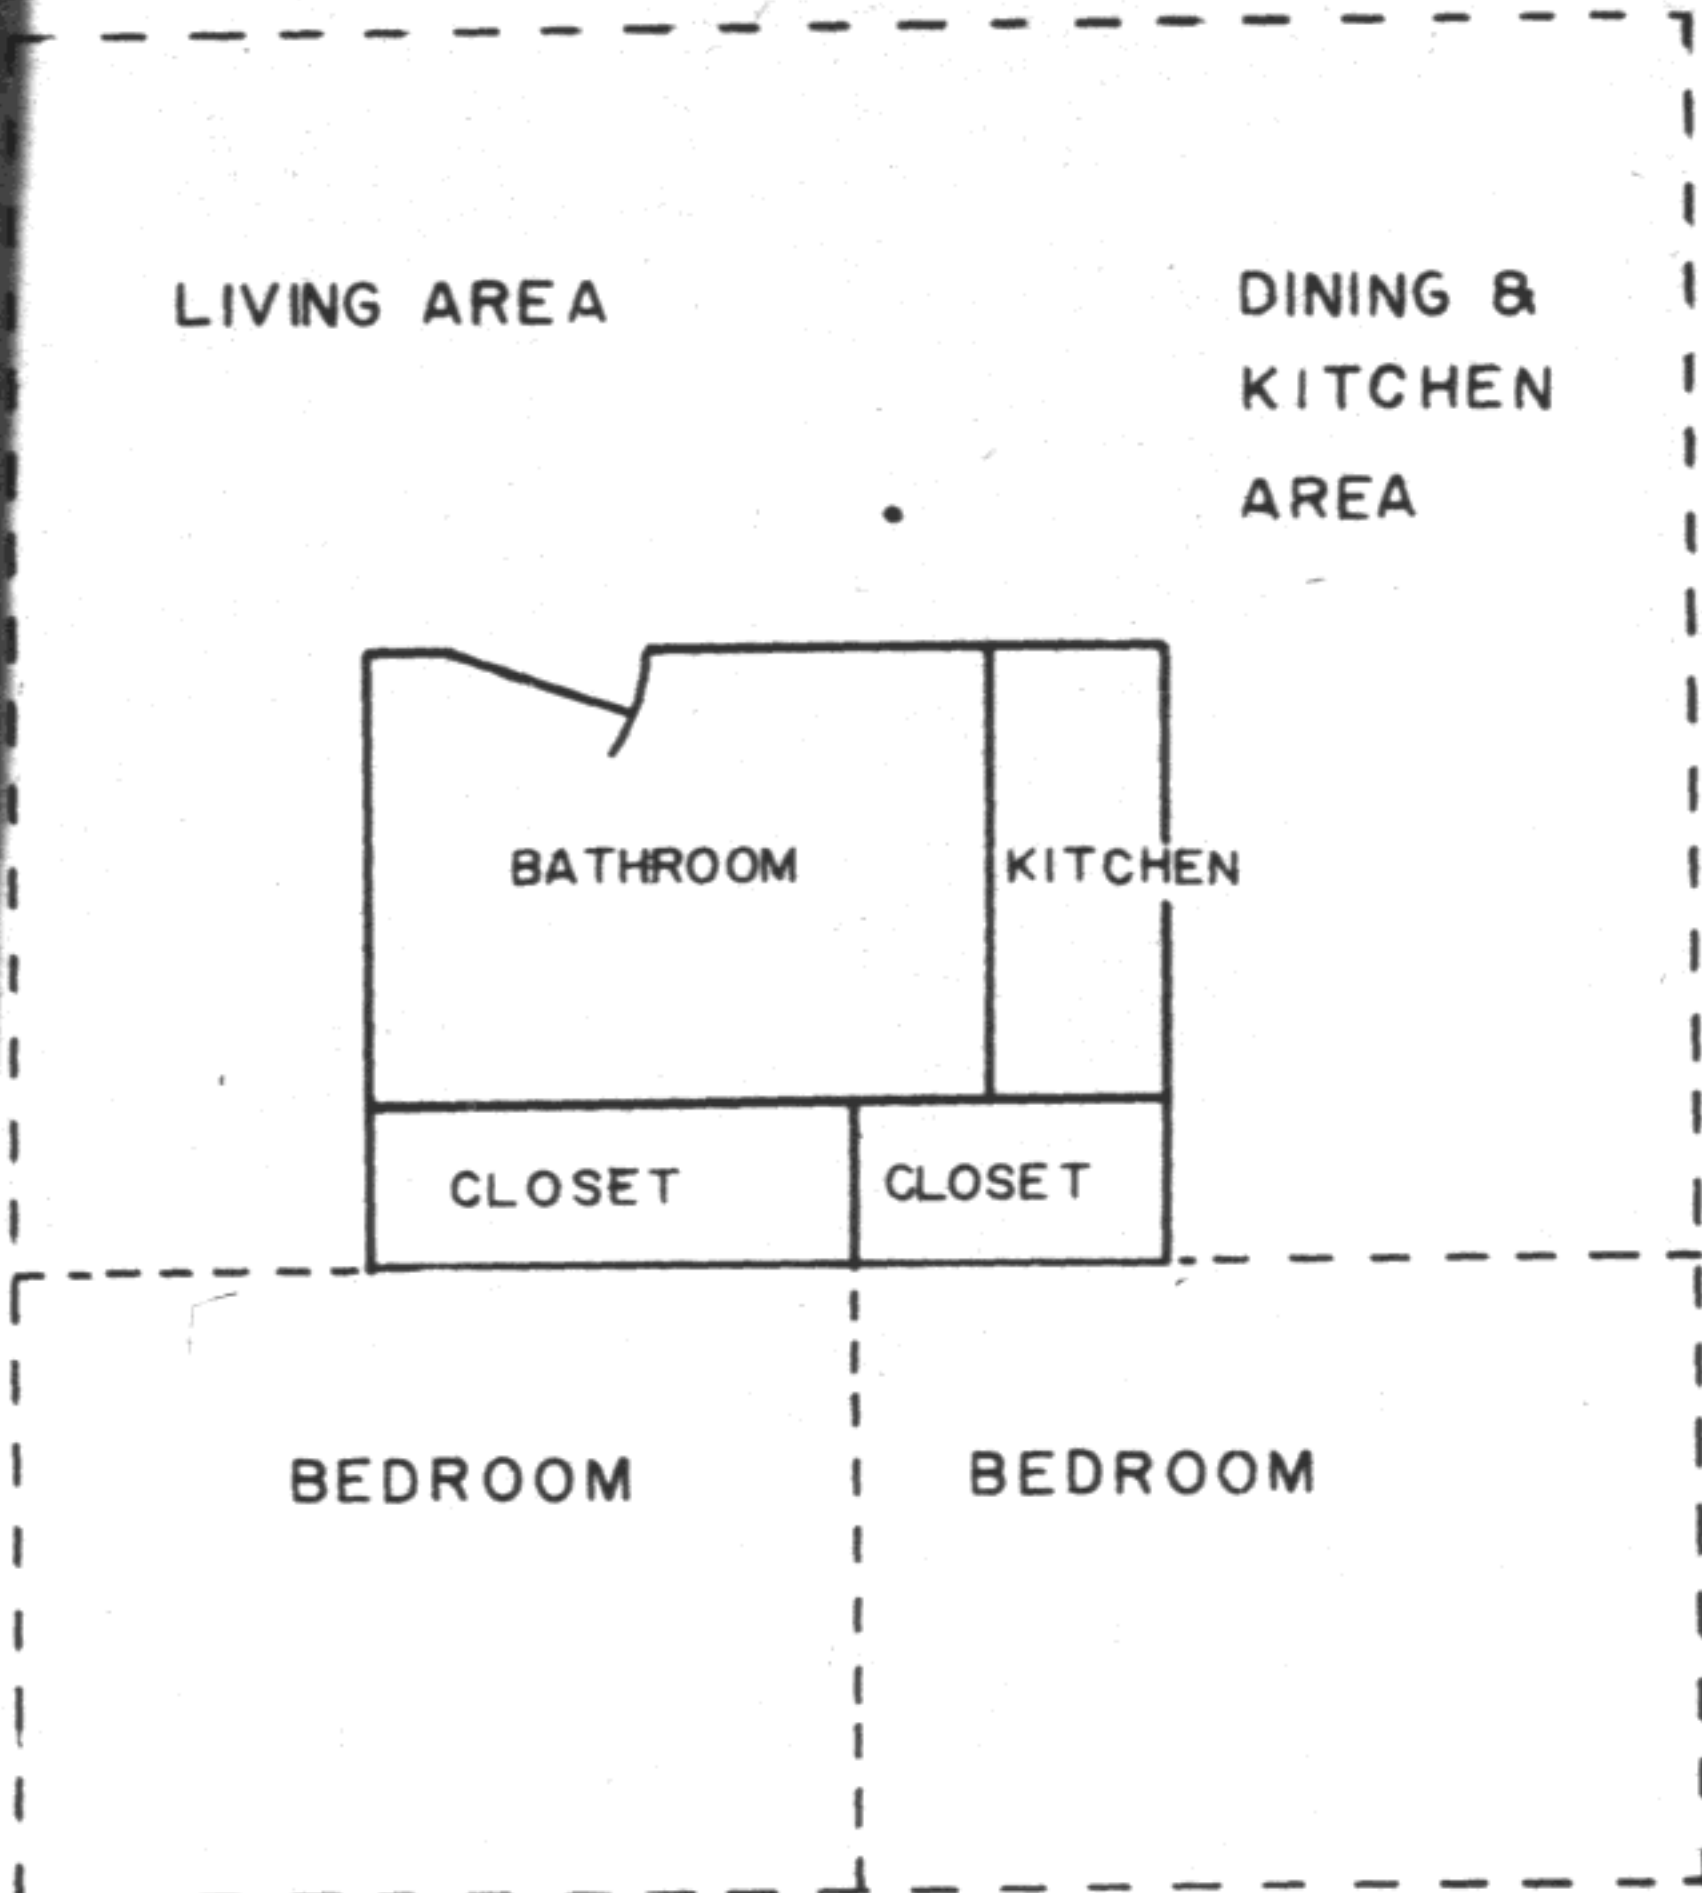 LIVING AREA
DINING &
KITCHEN
AREA
BATHROOM
KITCHEN
CLOSET
CLOSET
BEDROOM
BEDROOM